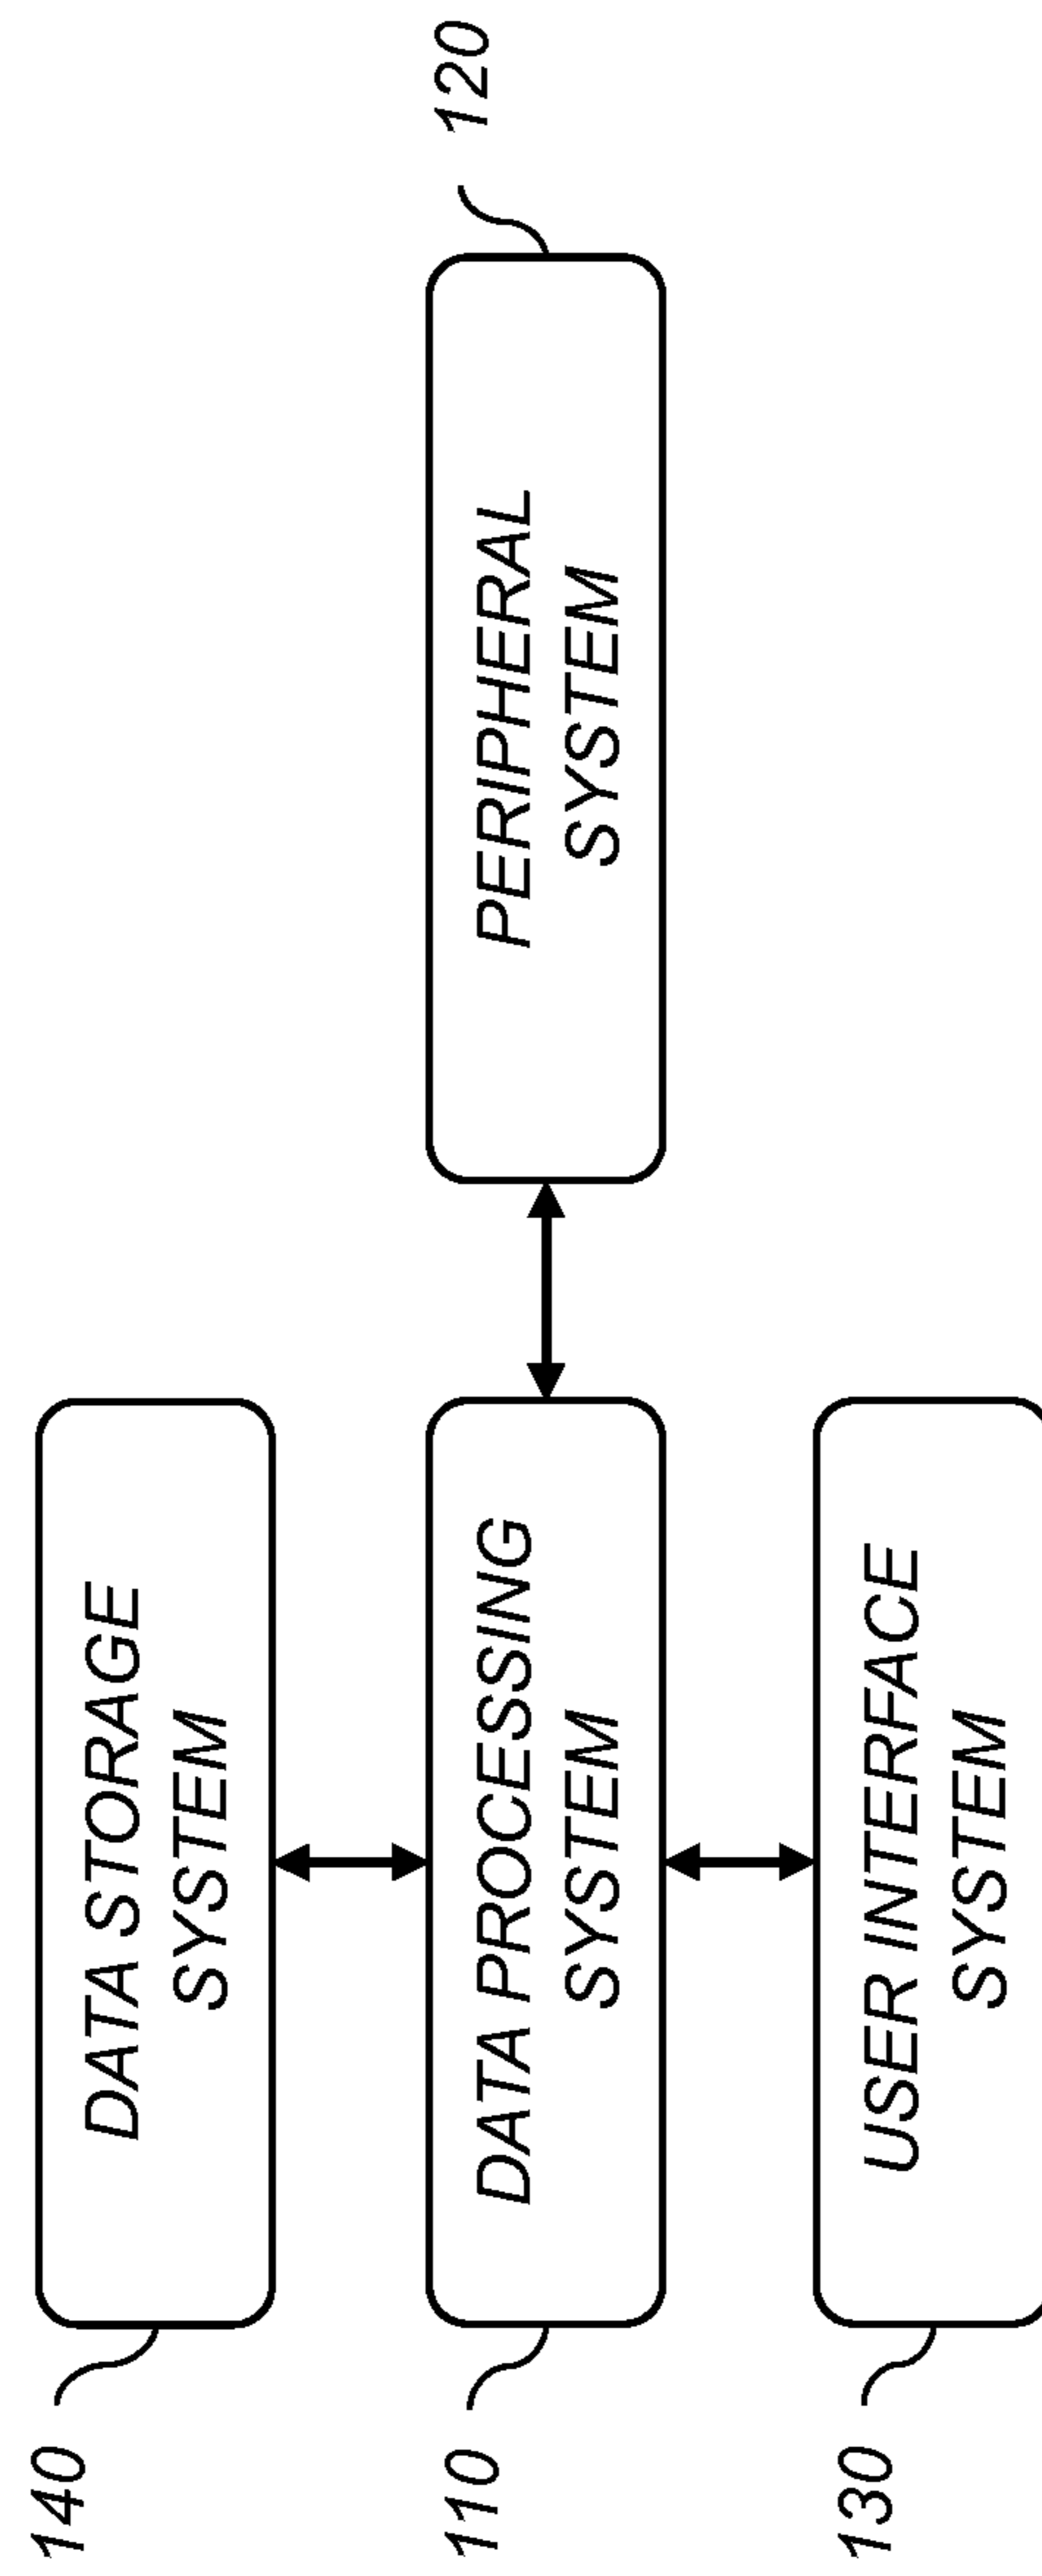 140
DATA STORAGE
SYSTEM
110
DATA PROCESSING
SYSTEM
PERIPHERAL
SYSTEM
120
130
USER INTERFACE
SYSTEM